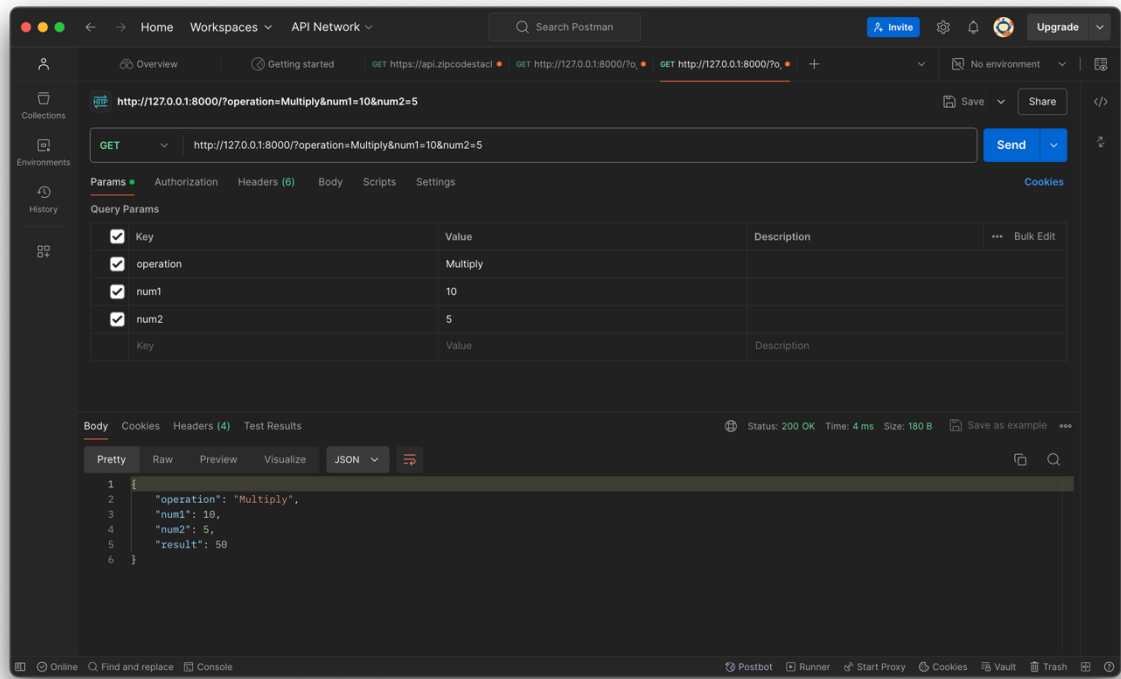 Home Workspaces API Network Search Postman Invite Upgrade
Overview Getting started GET https://api.zipcodestacl GET http://127.0.0.1:8000/?o, GET http://127.0.0.1:8000/?o, No environment
HTTP http://127.0.0.1:8000/?operation=Multiply&num1=10&num2=5 Save Share
Collections
GET http://127.0.0.1:8000/?operation=Multiply&num1=10&num2=5 Send
Environments
Params Authorization Headers (6) Body Scripts Settings Cookies
History
Query Params
Key Value Description Bulk Edit
operation Multiply
num1 10
num2 5
Key Value Description
Body Cookies Headers (4) Test Results Status: 200 OK Time: 4 ms Size: 180 B Save as example
Pretty Raw Preview Visualize JSON
1 {
2 "operation": "Multiply",
3 "num1": 10,
4 "num2": 5,
5 "result": 50
6 }
Online Find and replace Console Postbot Runner Start Proxy Cookies Vault Trash